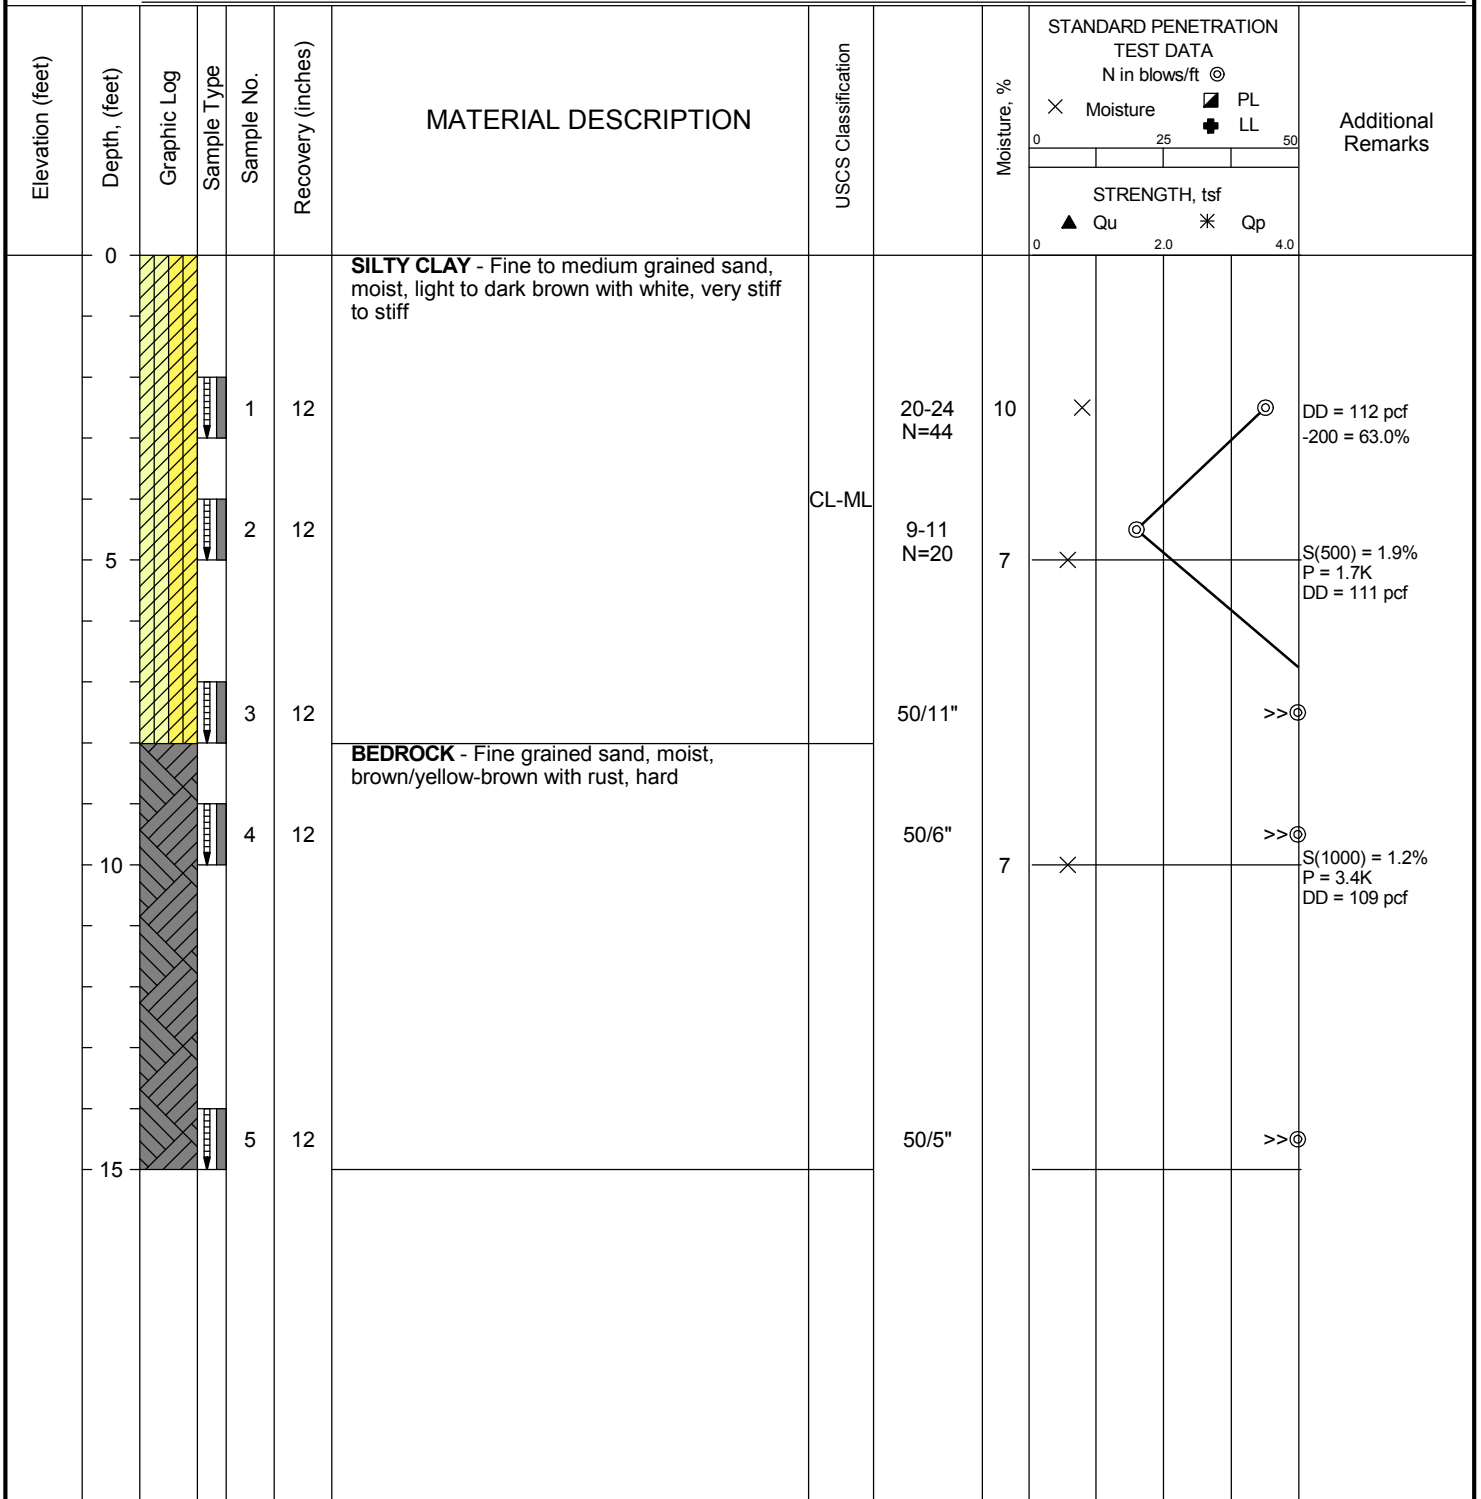 Elevation (feet)
Depth, (feet)
Graphic Log
Sample Type
Sample No.
Recovery (inches)
MATERIAL DESCRIPTION
USCS Classification
Moisture, %
STANDARD PENETRATION
TEST DATA
N in blows/ft
Moisture
PL
LL
0 25 50
STRENGTH, tsf
Qu Qp
0 2.0 4.0
Additional
Remarks
0
SILTY CLAY - Fine to medium grained sand,
moist, light to dark brown with white, very stiff
to stiff
1 12 20-24 10
N=44
DD = 112 pcf
-200 = 63.0%
CL-ML
2 12 9-11
N=20
5 7
S(500) = 1.9%
P = 1.7K
DD = 111 pcf
3 12 50/11" >>
BEDROCK - Fine grained sand, moist,
brown/yellow-brown with rust, hard
4 12 50/6" >>
10 7
S(1000) = 1.2%
P = 3.4K
DD = 109 pcf
5 12 50/5" >>
15